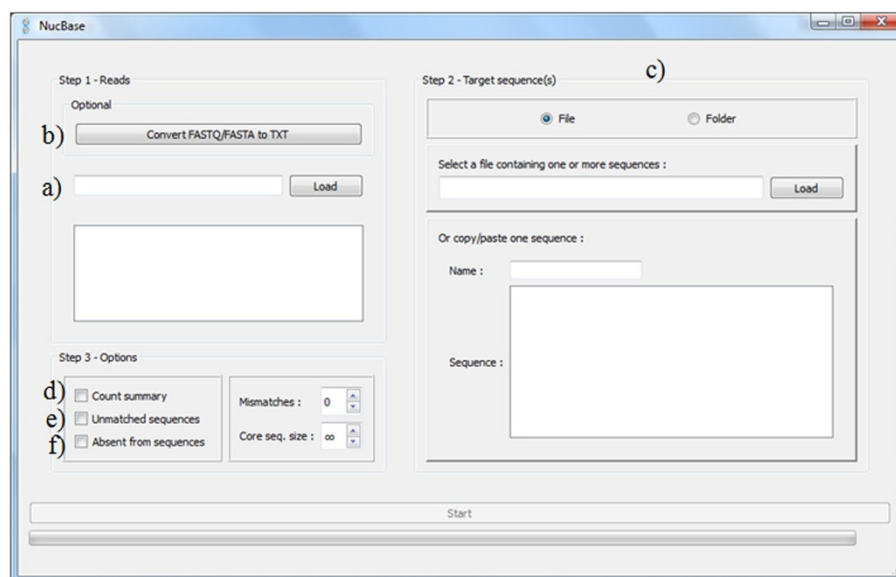 NucBase
c)
Step 1 - Reads
Optional
b) Convert FASTQ/FASTA to TXT
a) Load
Step 2 - Target sequence(s)
File Folder
Select a file containing one or more sequences :
Load
Or copy/paste one sequence :
Name :
Sequence :
Step 3 - Options
d) Count summary
e) Unmatched sequences
f) Absent from sequences
Mismatches : 0
Core seq. size : ∞
Start